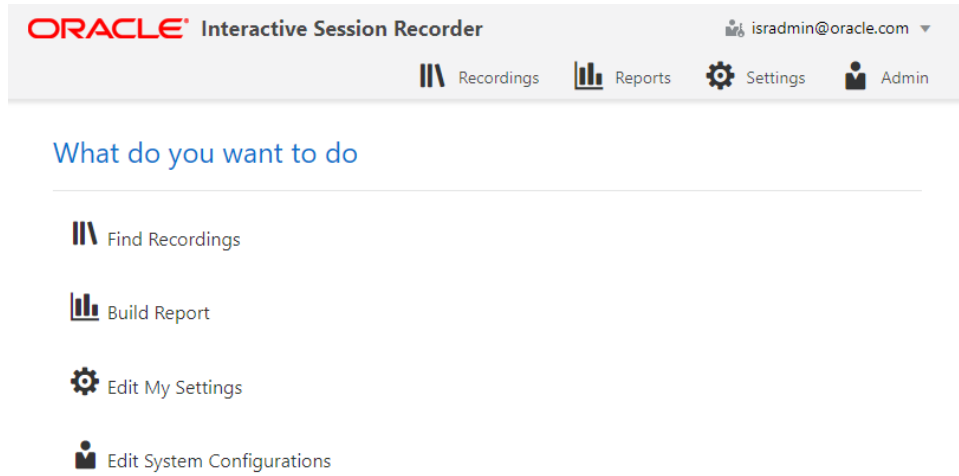 ORACLE Interactive Session Recorder isradmin@oracle.com
Recordings Reports Settings Admin
What do you want to do
Find Recordings
Build Report
Edit My Settings
Edit System Configurations